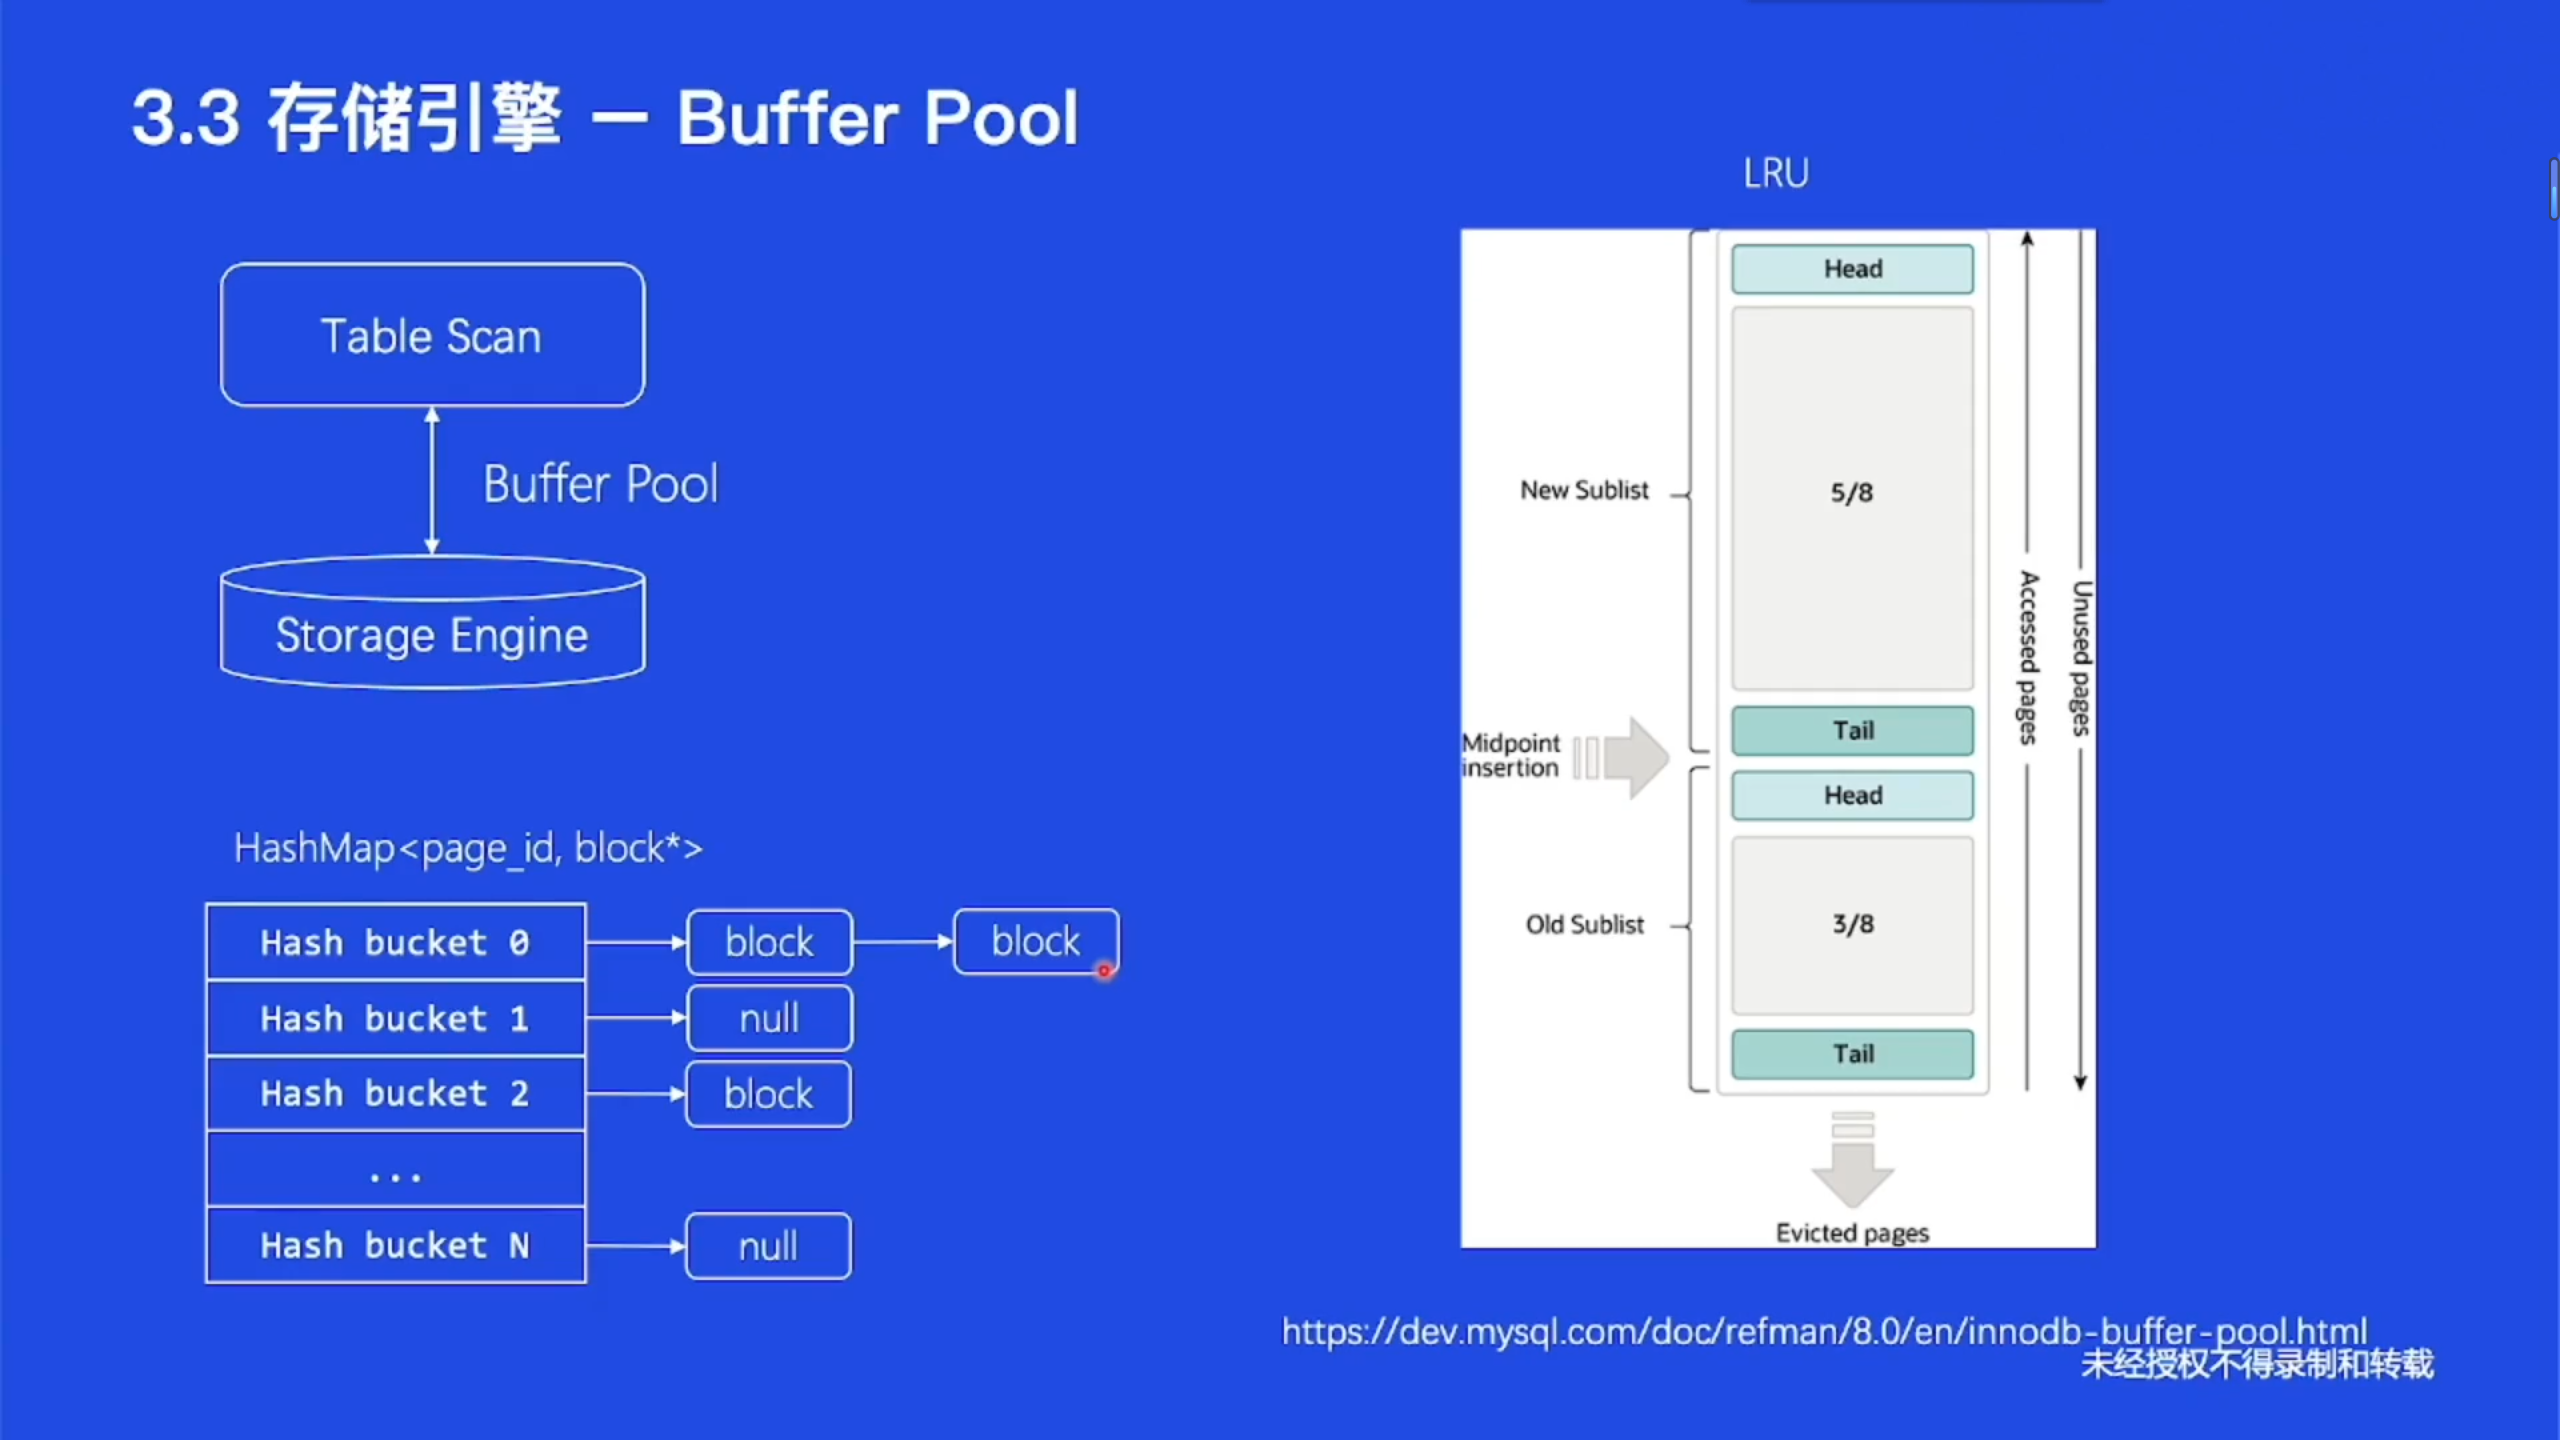 3.3 存储引擎 — Buffer Pool
Table Scan
Buffer Pool
Storage Engine
HashMap<page_id, block*>
Hash bucket 0
block
block
Hash bucket 1
null
Hash bucket 2
block
...
Hash bucket N
null
LRU
Head
New Sublist
5/8
Tail
Midpoint
insertion
Head
Old Sublist
3/8
Tail
Accessed pages
Unused pages
Evicted pages
https://dev.mysql.com/doc/refman/8.0/en/innodb-buffer-pool.html
未经授权不得录制和转载